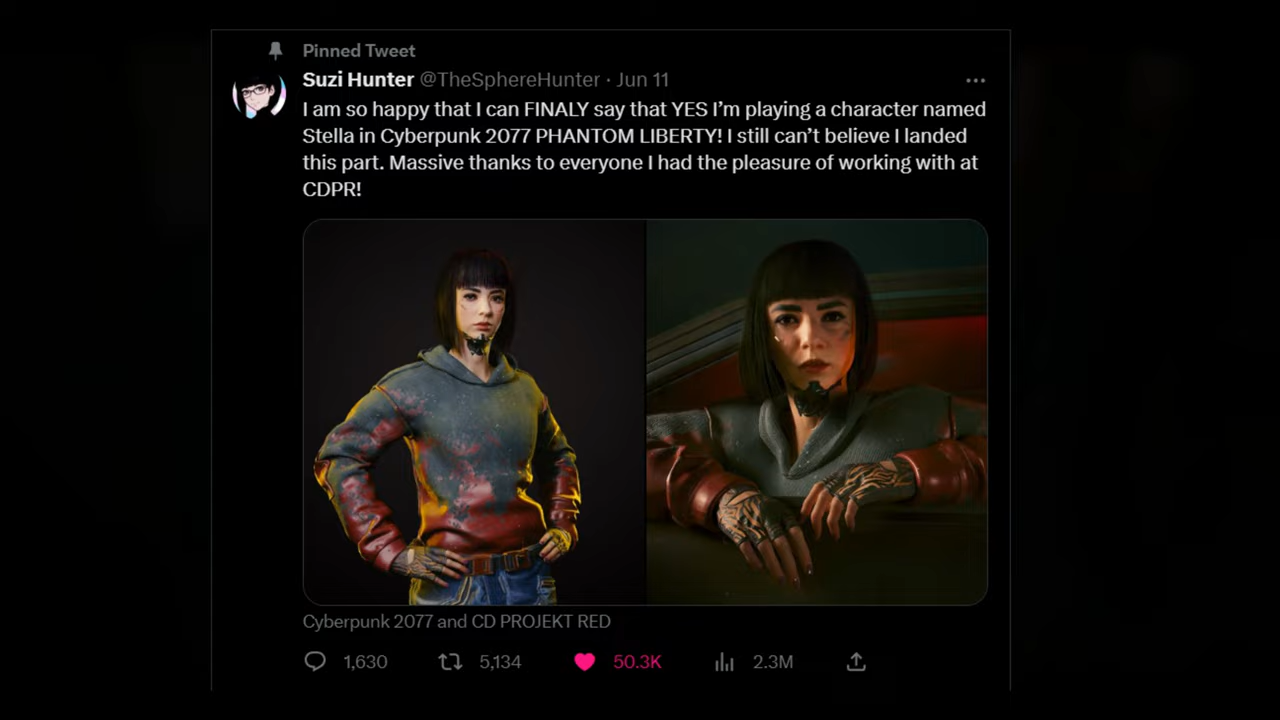 Pinned Tweet
Suzi Hunter @TheSphereHunter · Jun 11
I am so happy that I can FINALY say that YES I'm playing a character named
Stella in Cyberpunk 2077 PHANTOM LIBERTY! I still can't believe I landed
this part. Massive thanks to everyone I had the pleasure of working with at
CDPR!
Cyberpunk 2077 and CD PROJEKT RED
1,630 5,134 50.3K 2.3M